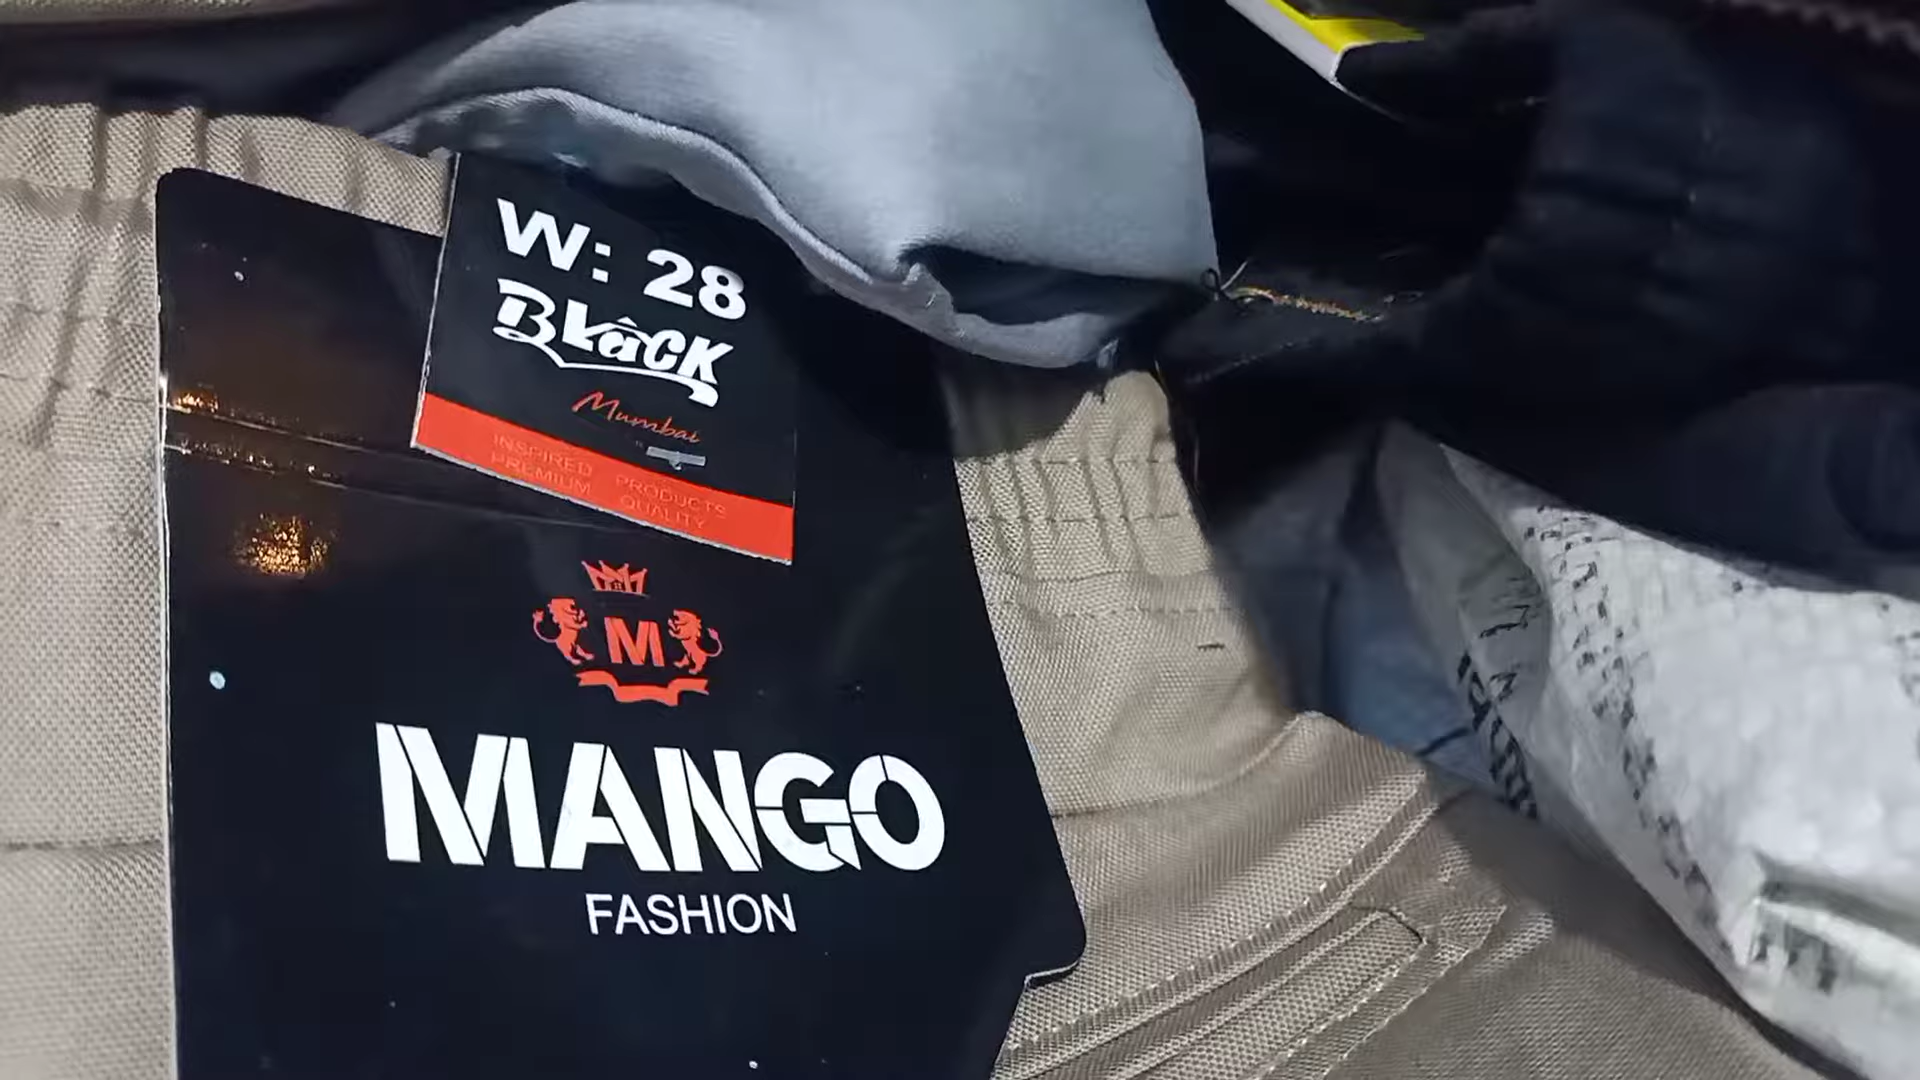 W: 28
BLâCK
Mumbai
INSPIRED PRODUCTS
PREMIUM QUALITY
M
MANGO
FASHION